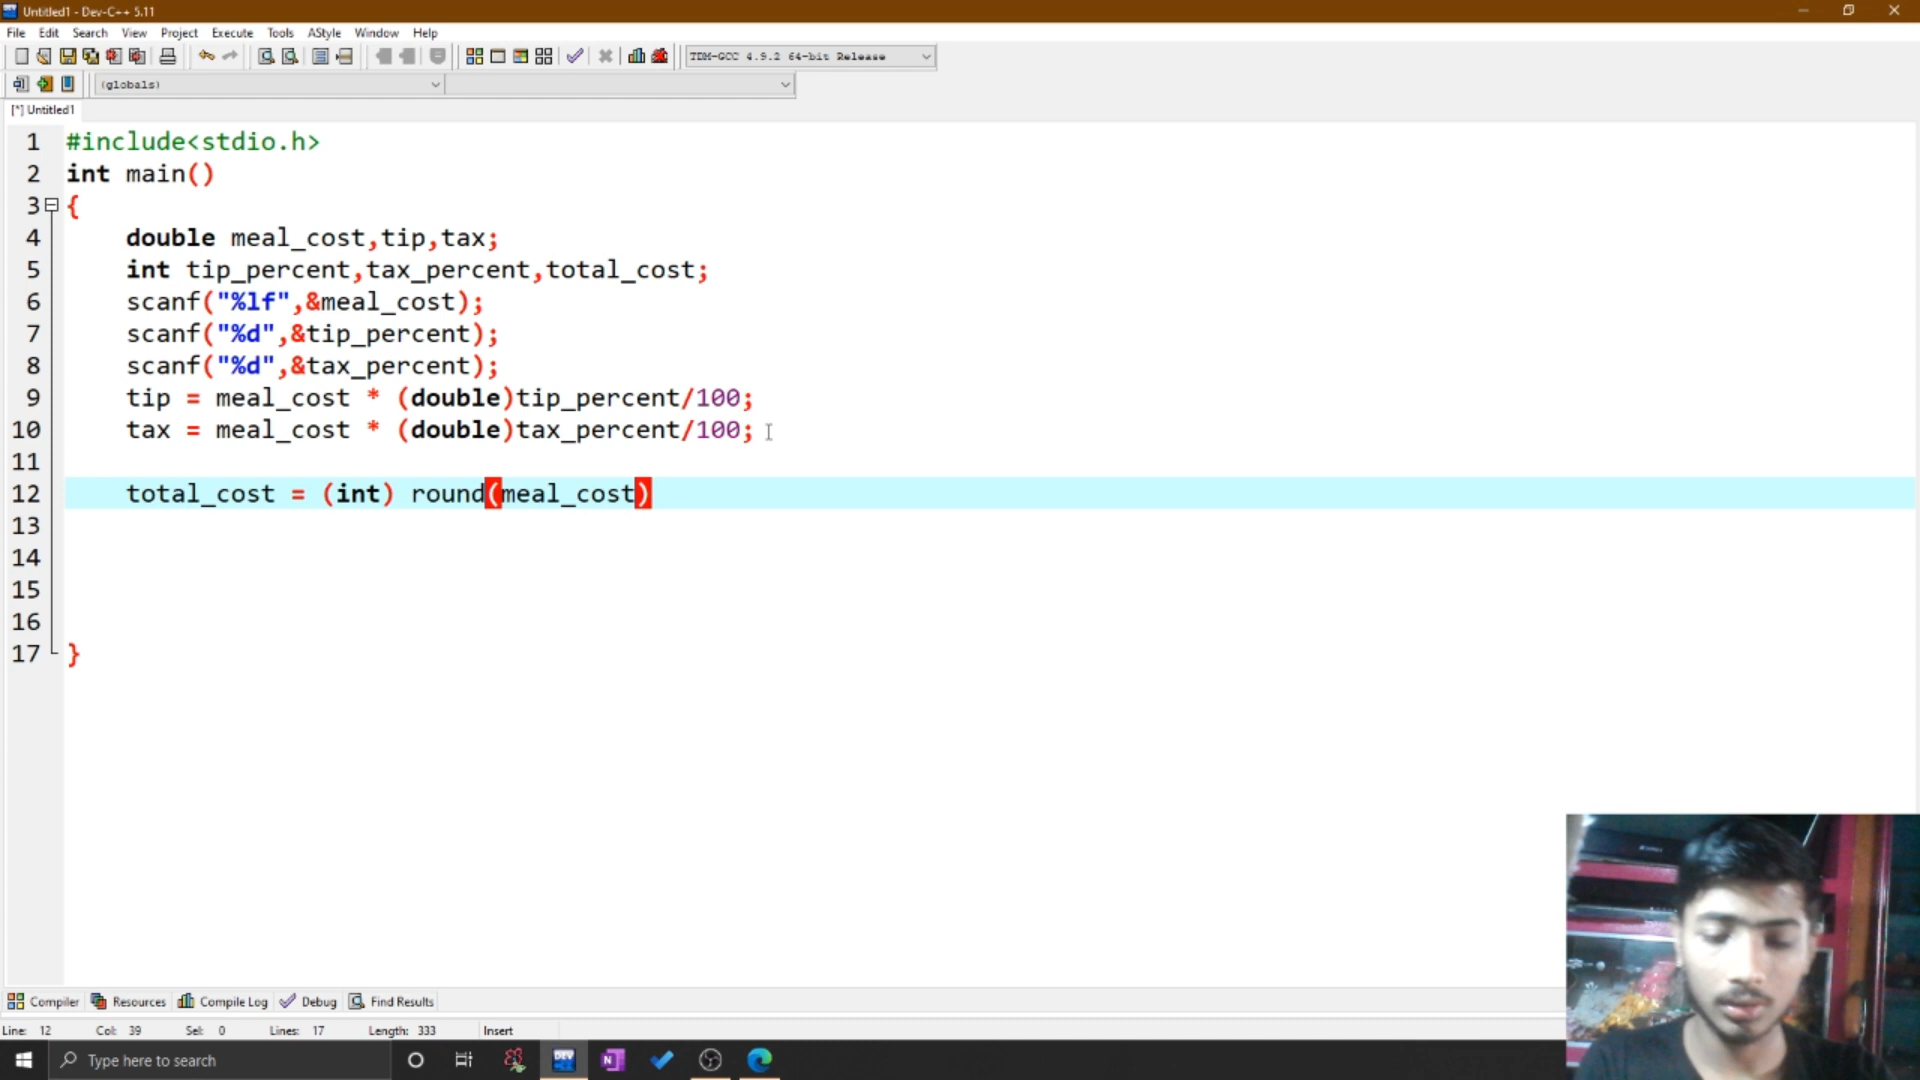 Untitled1 - Dev-C++ 5.11
File Edit Search View Project Execute Tools AStyle Window Help
TDM-GCC 4.9.2 64-bit Release
(globals)
[*] Untitled1
1 #include<stdio.h>
2 int main()
3 {
4 double meal_cost,tip,tax;
5 int tip_percent,tax_percent,total_cost;
6 scanf("%lf",&meal_cost);
7 scanf("%d",&tip_percent);
8 scanf("%d",&tax_percent);
9 tip = meal_cost * (double)tip_percent/100;
10 tax = meal_cost * (double)tax_percent/100;
11
12 total_cost = (int) round(meal_cost)
13
14
15
16
17 }
Compiler Resources Compile Log Debug Find Results
Line: 12 Col: 39 Sel: 0 Lines: 17 Length: 333 Insert
Type here to search DEV N